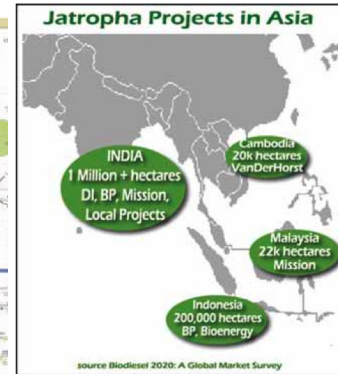 Jatropha Projects in Asia
INDIA
1 Million + hectares
DI, BP, Mission,
Local Projects
Cambodia
20k hectares
VanDerHorst
Malaysia
22k hectares
Mission
Indonesia
200,000 hectares
BP, Bioenergy
source Biodiesel 2020: A Global Market Survey